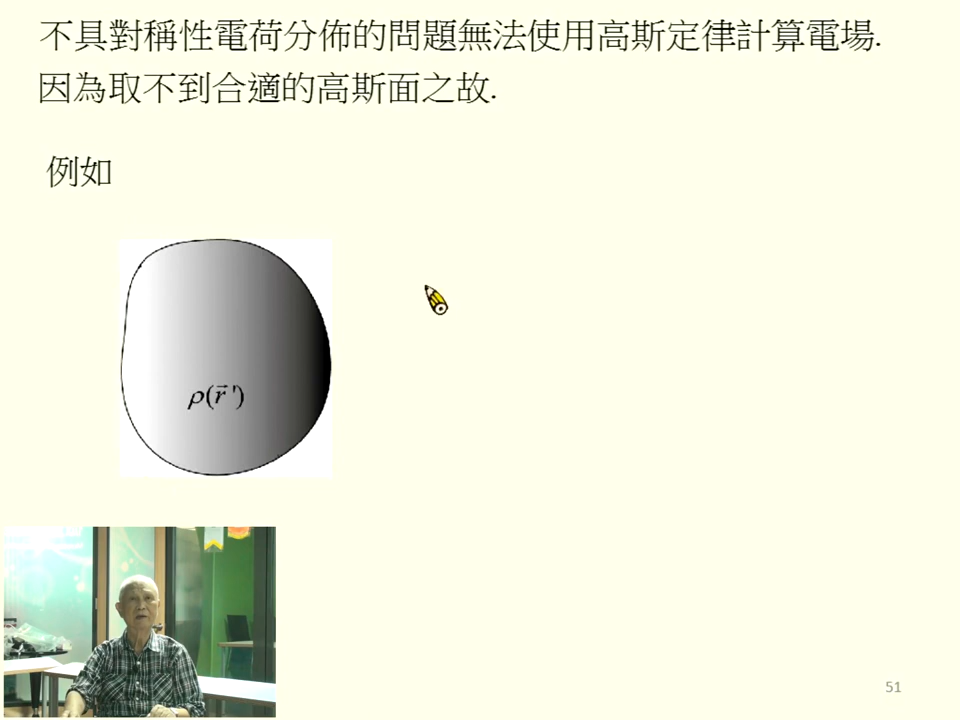 不具對稱性電荷分佈的問題無法使用高斯定律計算電場.
因為取不到合適的高斯面之故.
例如
ρ(r⃗ ')
51